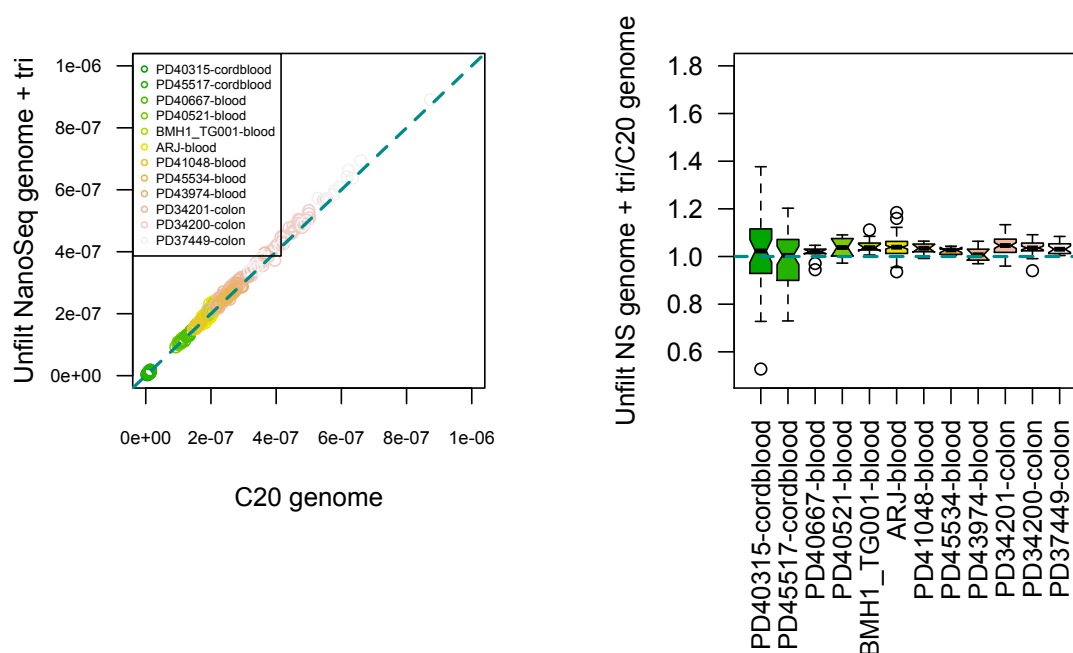 Unfilt NanoSeq genome + tri
1e-06
8e-07
6e-07
4e-07
2e-07
0e+00
PD40315-cordblood
PD45517-cordblood
PD40667-blood
PD40521-blood
BMH1_TG001-blood
ARJ-blood
PD41048-blood
PD45534-blood
PD43974-blood
PD34201-colon
PD34200-colon
PD37449-colon
0e+00 2e-07 4e-07 6e-07 8e-07 1e-06
C20 genome
Unfilt NS genome + tri/C20 genome
1.8
1.6
1.4
1.2
1.0
0.8
0.6
PD40315-cordblood
PD45517-cordblood
PD40667-blood
PD40521-blood
BMH1_TG001-blood
ARJ-blood
PD41048-blood
PD45534-blood
PD43974-blood
PD34201-colon
PD34200-colon
PD37449-colon